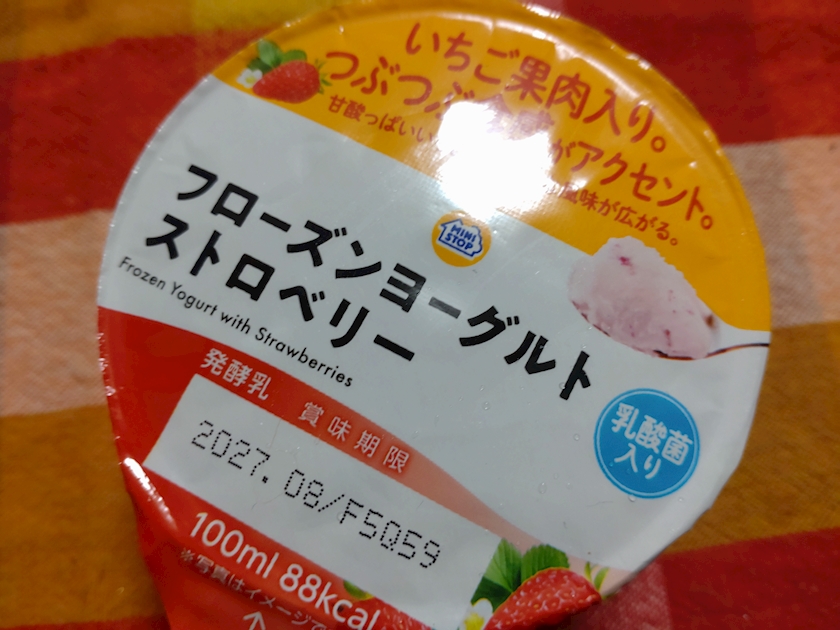 いちご果肉入り。
つぶつぶ がアクセント。
甘酸っぱい 風味が広がる。
MINI
STOP
フローズンヨーグルト
ストロベリー
Frozen Yogurt with Strawberries
発酵乳 賞味期限
2027.08/F5Q59
乳酸菌
入り
100ml 88kcal
※写真はイメージで